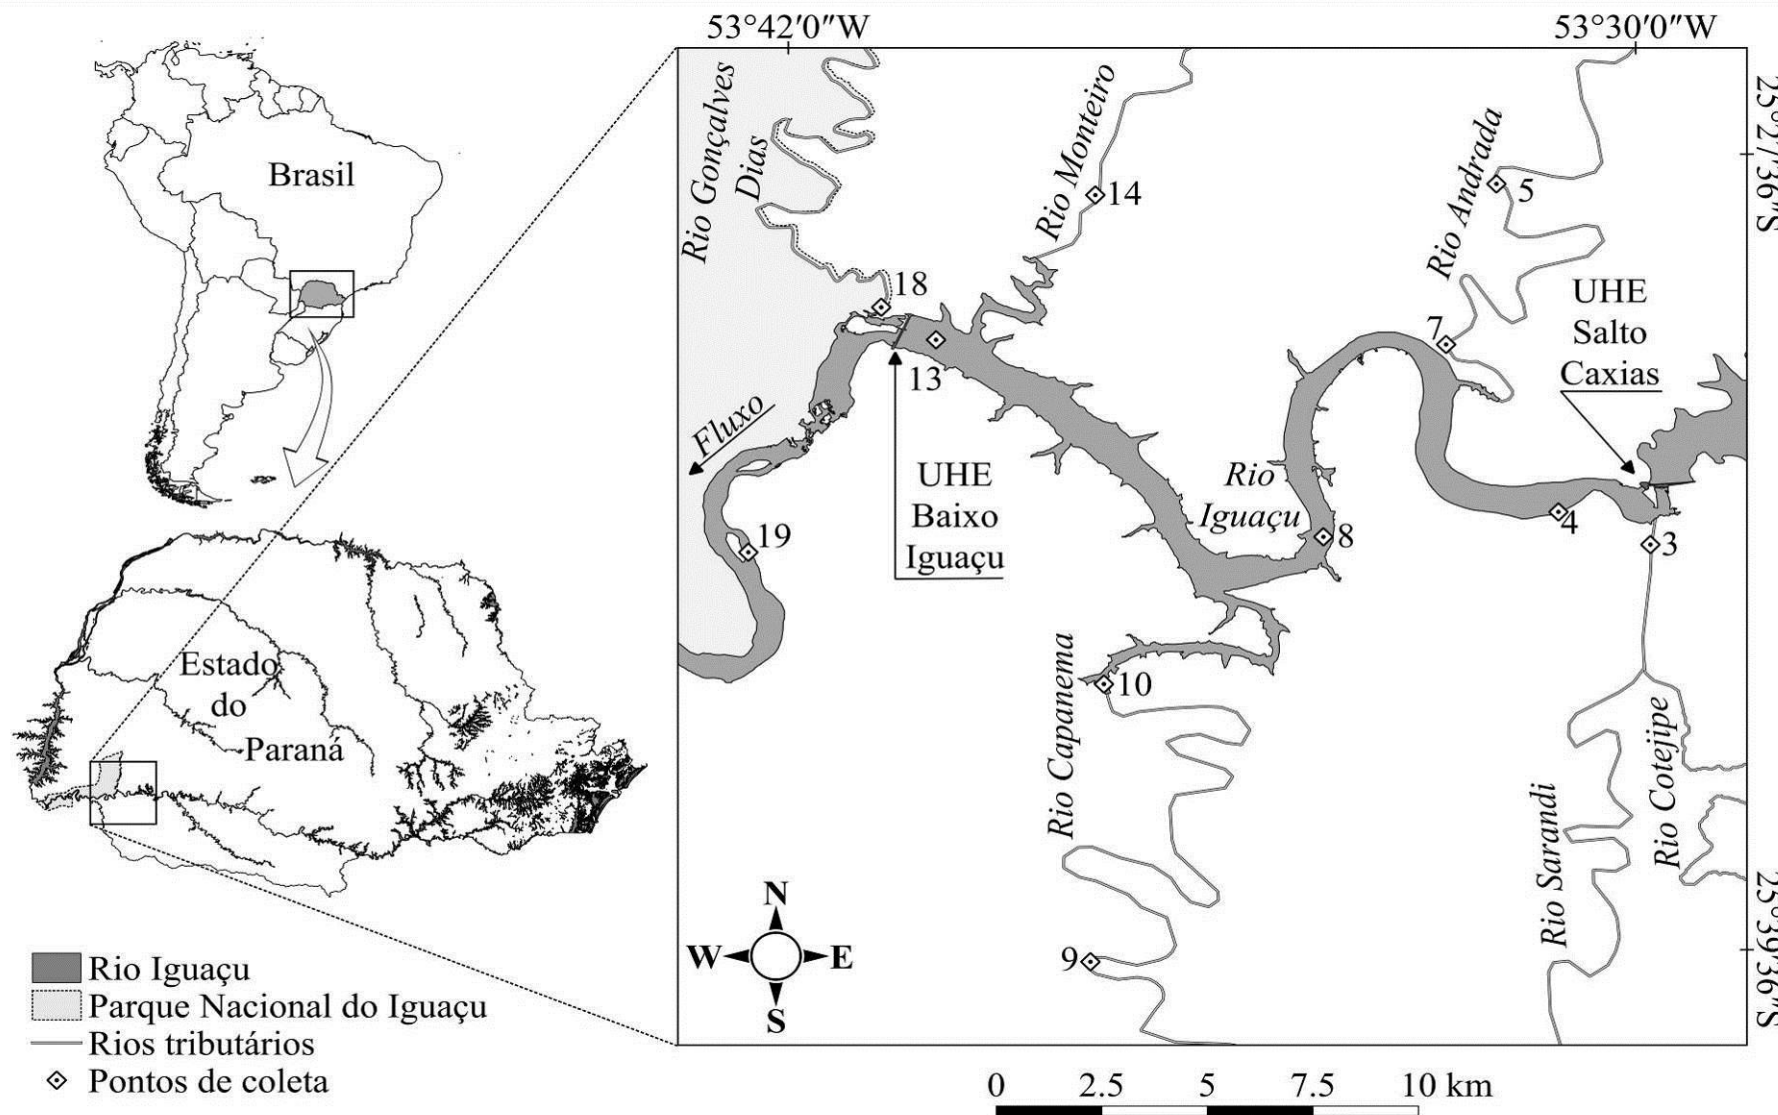 53°42'0"W
53°30'0"W
25°27'36"S
25°39'36"S
Brasil
Estado
do
Paraná
Rio Gonçalves
Dias
Rio Monteiro
14
Rio Andrada
5
18
13
7
UHE
Salto
Caxias
Fluxo
UHE
Baixo
Iguaçu
Rio
Iguaçu
8
4
3
19
10
Rio Capanema
9
Rio Sarandi
Rio Cotejipe
N
W
E
S
Rio Iguaçu
Parque Nacional do Iguaçu
Rios tributários
Pontos de coleta
0 2.5 5 7.5 10 km